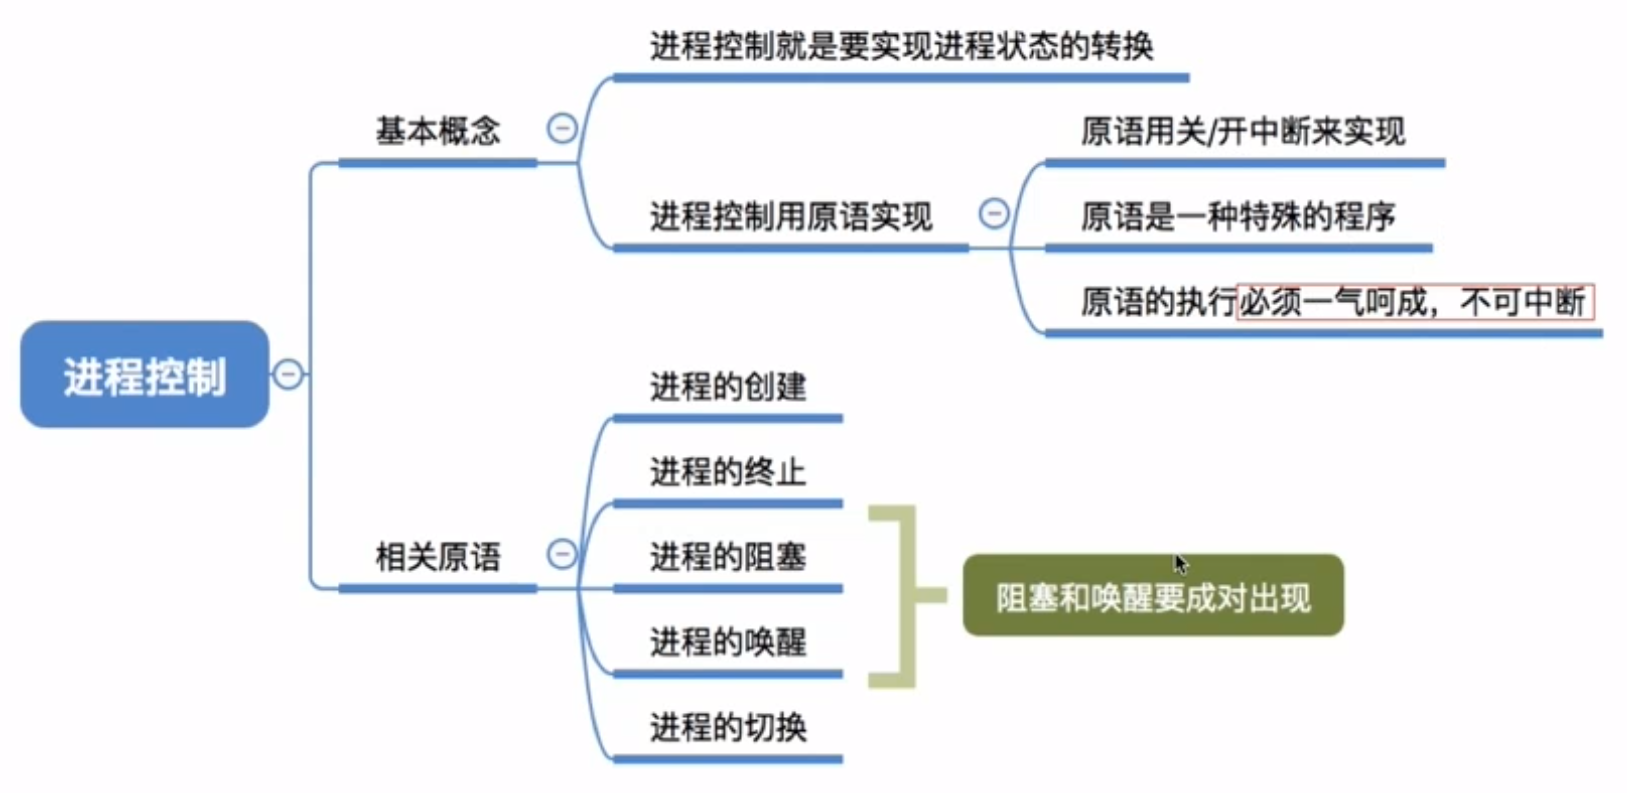 进程控制
基本概念
进程控制就是要实现进程状态的转换
进程控制用原语实现
原语用关/开中断来实现
原语是一种特殊的程序
原语的执行必须一气呵成，不可中断
相关原语
进程的创建
进程的终止
进程的阻塞
进程的唤醒
进程的切换
阻塞和唤醒要成对出现